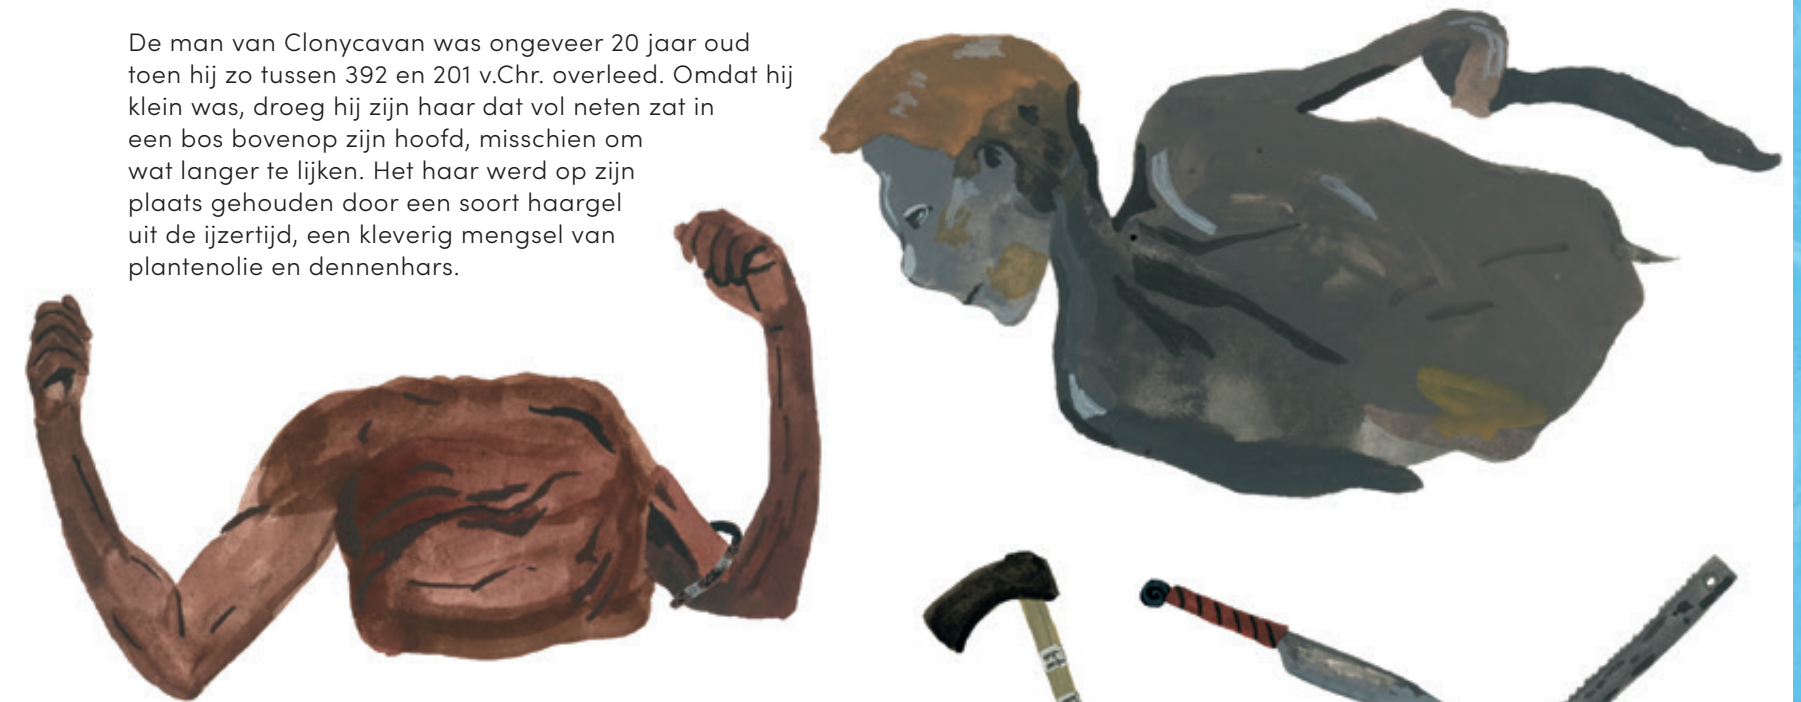 De man van Clonycavan was ongeveer 20 jaar oud
toen hij zo tussen 392 en 201 v.Chr. overleed. Omdat hij
klein was, droeg hij zijn haar dat vol neten zat in
een bos bovenop zijn hoofd, misschien om
wat langer te lijken. Het haar werd op zijn
plaats gehouden door een soort haargel
uit de ijzertijd, een kleverig mengsel van
plantenolie en dennenhars.